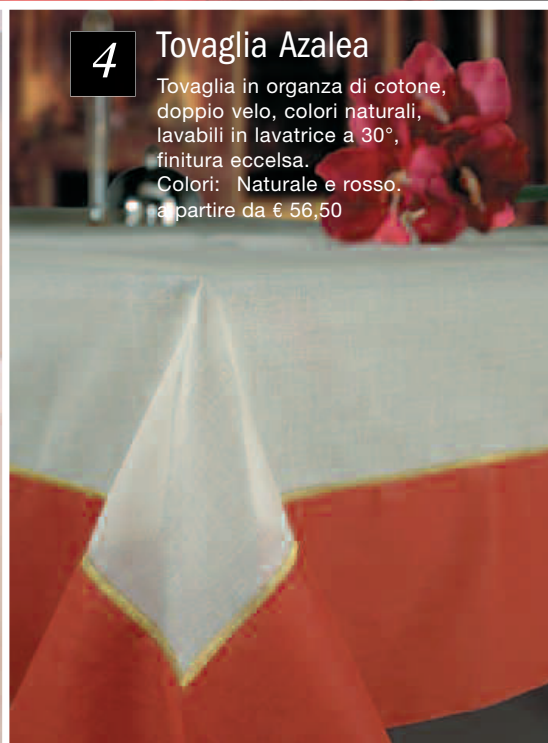 4
Tovaglia Azalea
Tovaglia in organza di cotone,
doppio velo, colori naturali,
lavabili in lavatrice a 30°,
finitura eccelsa.
Colori: Naturale e rosso.
a partire da € 56,50